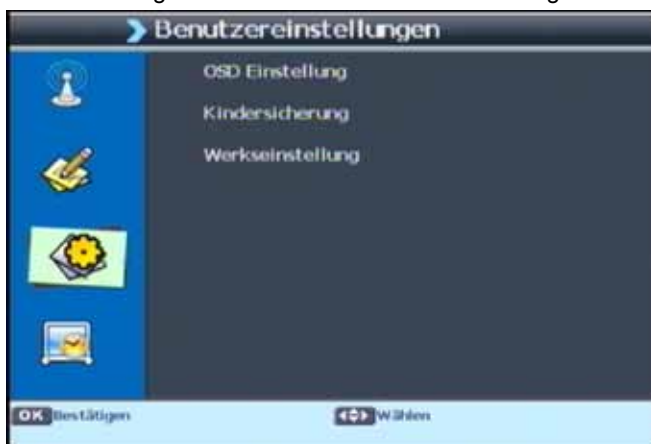 Benutzereinstellungen
OSD Einstellung
Kindersicherung
Werkseinstellung
OK Bestätigen
Wählen